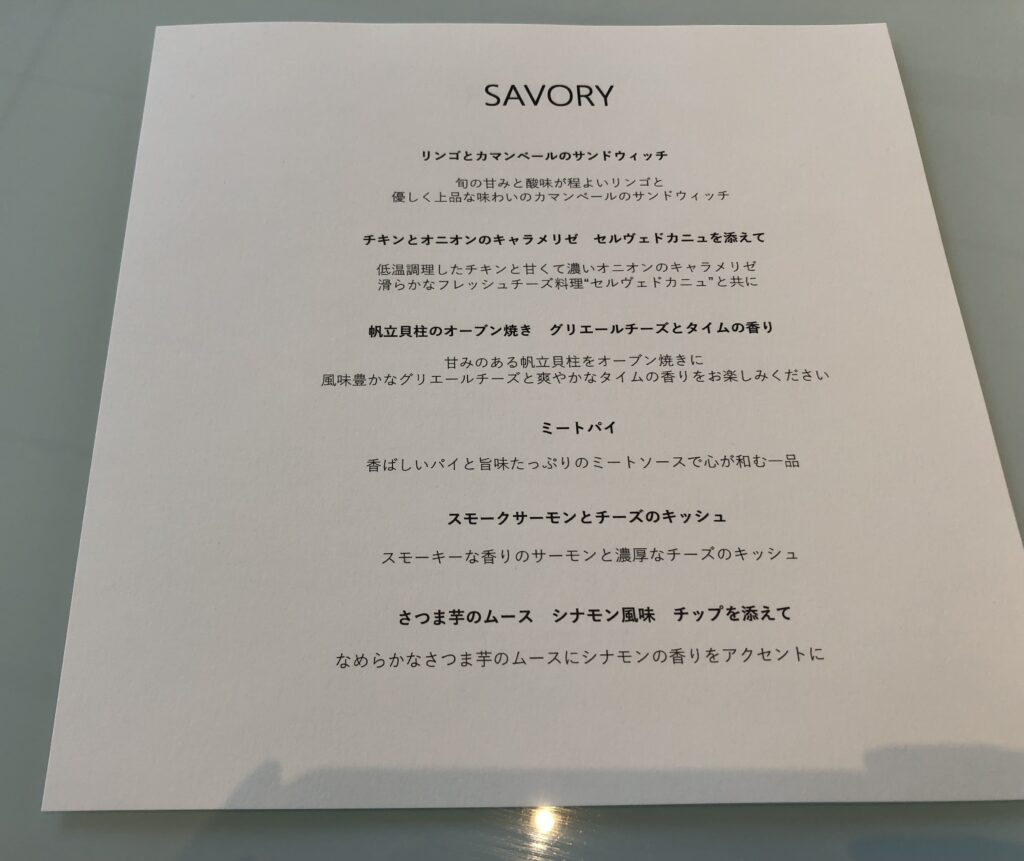 SAVORY
リンゴとカマンベールのサンドウィッチ
旬の甘みと酸味が程よいリンゴと
優しく上品な味わいのカマンベールのサンドウィッチ
チキンとオニオンのキャラメリゼ　セルヴェドカニュを添えて
低温調理したチキンと甘くて濃いオニオンのキャラメリゼ
滑らかなフレッシュチーズ料理“セルヴェドカニュ”と共に
帆立貝柱のオーブン焼き　グリエールチーズとタイムの香り
甘みのある帆立貝柱をオーブン焼きに
風味豊かなグリエールチーズと爽やかなタイムの香りをお楽しみください
ミートパイ
香ばしいパイと旨味たっぷりのミートソースで心が和む一品
スモークサーモンとチーズのキッシュ
スモーキーな香りのサーモンと濃厚なチーズのキッシュ
さつま芋のムース　シナモン風味　チップを添えて
なめらかなさつま芋のムースにシナモンの香りをアクセントに